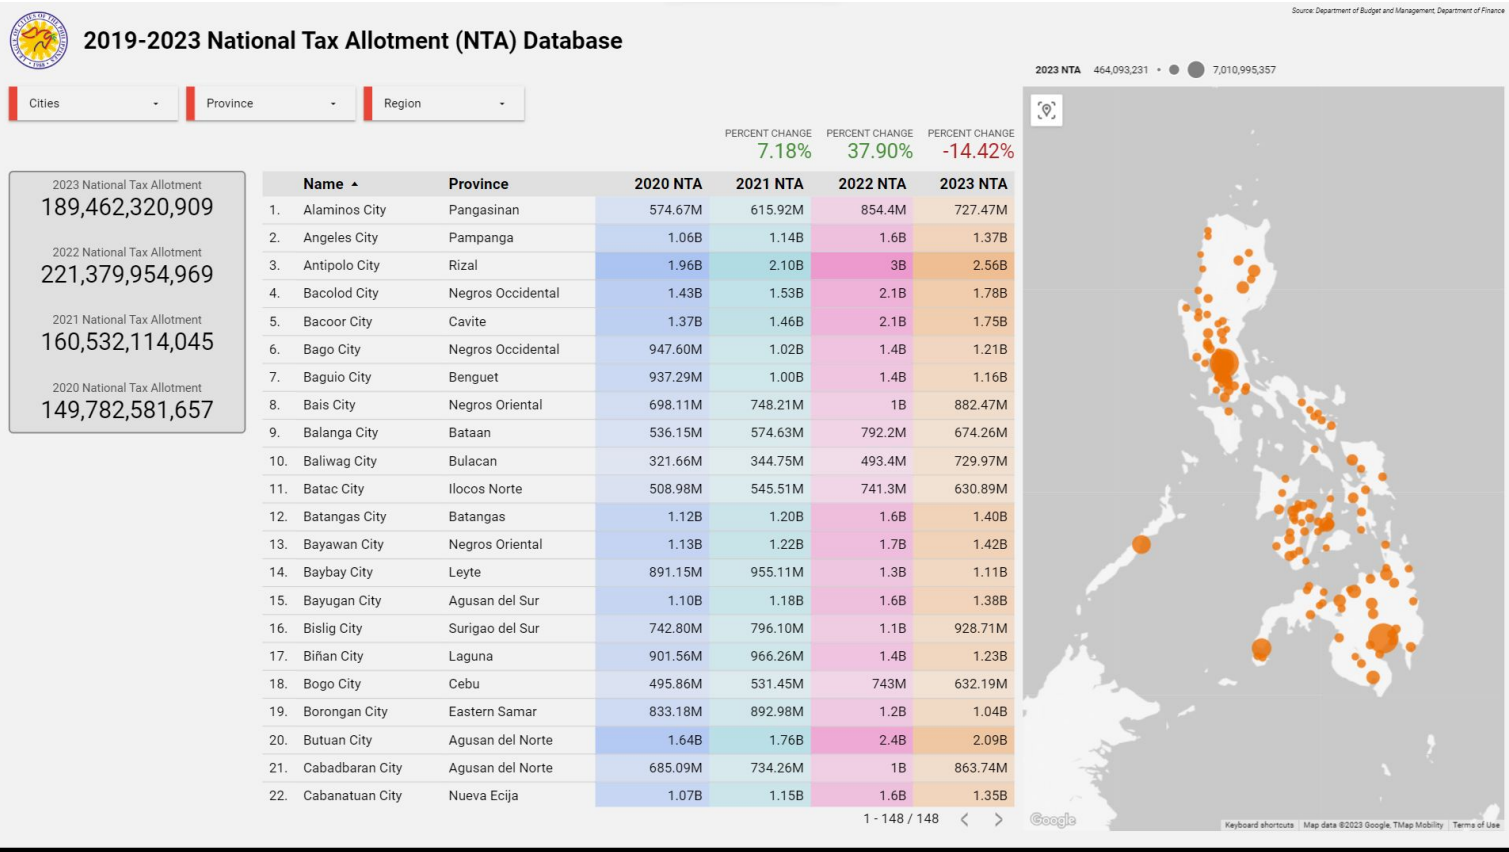 Source: Department of Budget and Management, Department of Finance
2019-2023 National Tax Allotment (NTA) Database
2023 NTA 464,093,231 7,010,995,357
Cities Province Region
PERCENT CHANGE PERCENT CHANGE PERCENT CHANGE
7.18% 37.90% -14.42%
2023 National Tax Allotment
189,462,320,909
2022 National Tax Allotment
221,379,954,969
2021 National Tax Allotment
160,532,114,045
2020 National Tax Allotment
149,782,581,657
Name Province 2020 NTA 2021 NTA 2022 NTA 2023 NTA
1. Alaminos City Pangasinan 574.67M 615.92M 854.4M 727.47M
2. Angeles City Pampanga 1.06B 1.14B 1.6B 1.37B
3. Antipolo City Rizal 1.96B 2.10B 3B 2.56B
4. Bacolod City Negros Occidental 1.43B 1.53B 2.1B 1.78B
5. Bacoor City Cavite 1.37B 1.46B 2.1B 1.75B
6. Bago City Negros Occidental 947.60M 1.02B 1.4B 1.21B
7. Baguio City Benguet 937.29M 1.00B 1.4B 1.16B
8. Bais City Negros Oriental 698.11M 748.21M 1B 882.47M
9. Balanga City Bataan 536.15M 574.63M 792.2M 674.26M
10. Baliwag City Bulacan 321.66M 344.75M 493.4M 729.97M
11. Batac City Ilocos Norte 508.98M 545.51M 741.3M 630.89M
12. Batangas City Batangas 1.12B 1.20B 1.6B 1.40B
13. Bayawan City Negros Oriental 1.13B 1.22B 1.7B 1.42B
14. Baybay City Leyte 891.15M 955.11M 1.3B 1.11B
15. Bayugan City Agusan del Sur 1.10B 1.18B 1.6B 1.38B
16. Bislig City Surigao del Sur 742.80M 796.10M 1.1B 928.71M
17. Biñan City Laguna 901.56M 966.26M 1.4B 1.23B
18. Bogo City Cebu 495.86M 531.45M 743M 632.19M
19. Borongan City Eastern Samar 833.18M 892.98M 1.2B 1.04B
20. Butuan City Agusan del Norte 1.64B 1.76B 2.4B 2.09B
21. Cabadbaran City Agusan del Norte 685.09M 734.26M 1B 863.74M
22. Cabanatuan City Nueva Ecija 1.07B 1.15B 1.6B 1.35B
1 - 148 / 148
Google
Keyboard shortcuts Map data ©2023 Google, TMap Mobility Terms of Use